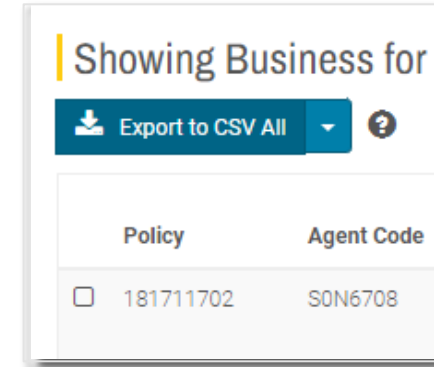 Showing Business for
Export to CSV All
Policy Agent Code
181711702 S0N6708